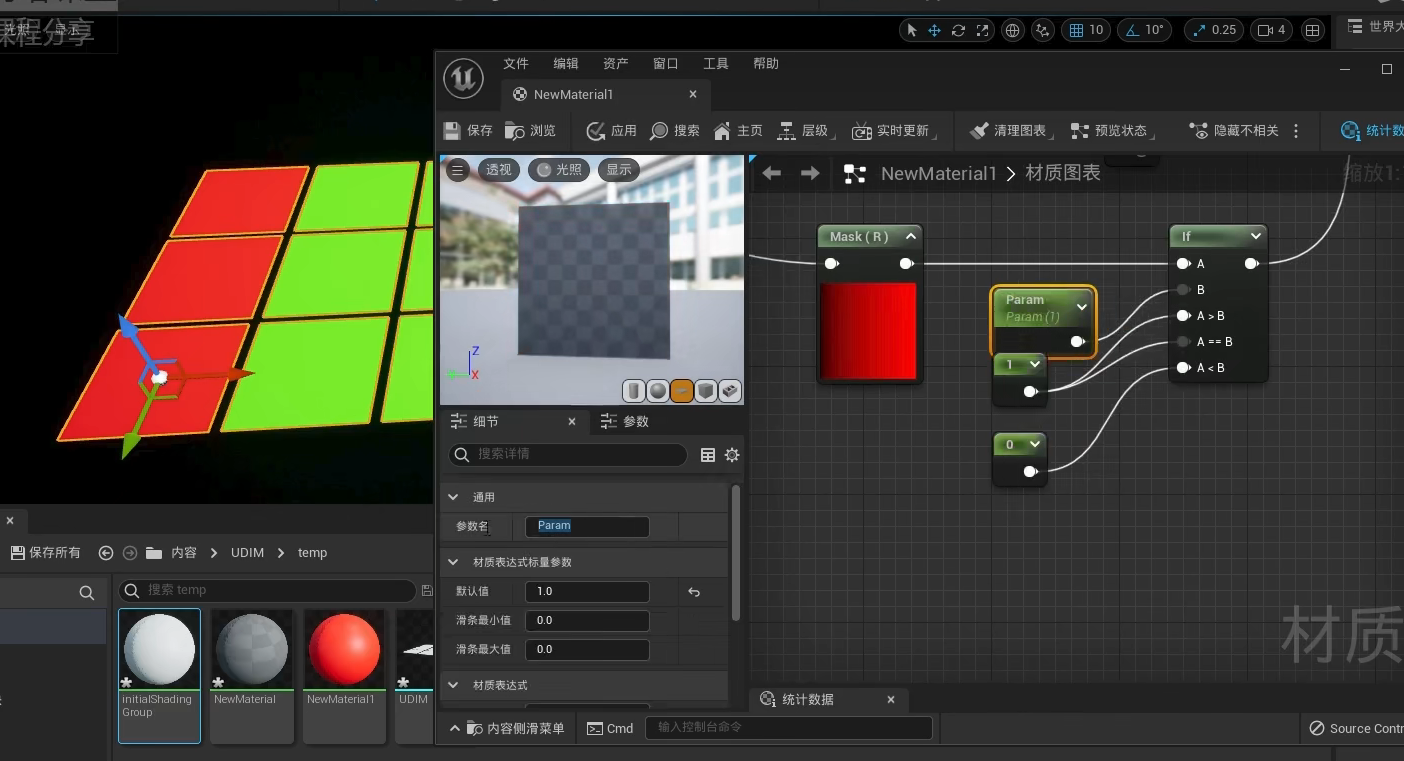 课程分享
光照 显示
10
10°
0.25
4
世界大
文件 编辑 资产 窗口 工具 帮助
NewMaterial1
保存 浏览 应用 搜索 主页 层级 实时更新 清理图表 预览状态 隐藏不相关 统计数
透视 光照 显示
NewMaterial1 > 材质图表
缩放1:
Mask ( R )
If
A
B
A > B
A == B
A < B
Param
Param (1)
1
0
Z
X
细节 参数
搜索详情
通用
参数名 Param
材质表达式标量参数
默认值 1.0
滑条最小值 0.0
滑条最大值 0.0
材质表达式
材质
保存所有 内容 > UDIM > temp
搜索 temp
initialShading
Group
NewMaterial
NewMaterial1
UDIM
统计数据
内容侧滑菜单 Cmd 输入控制台命令
Source Contr